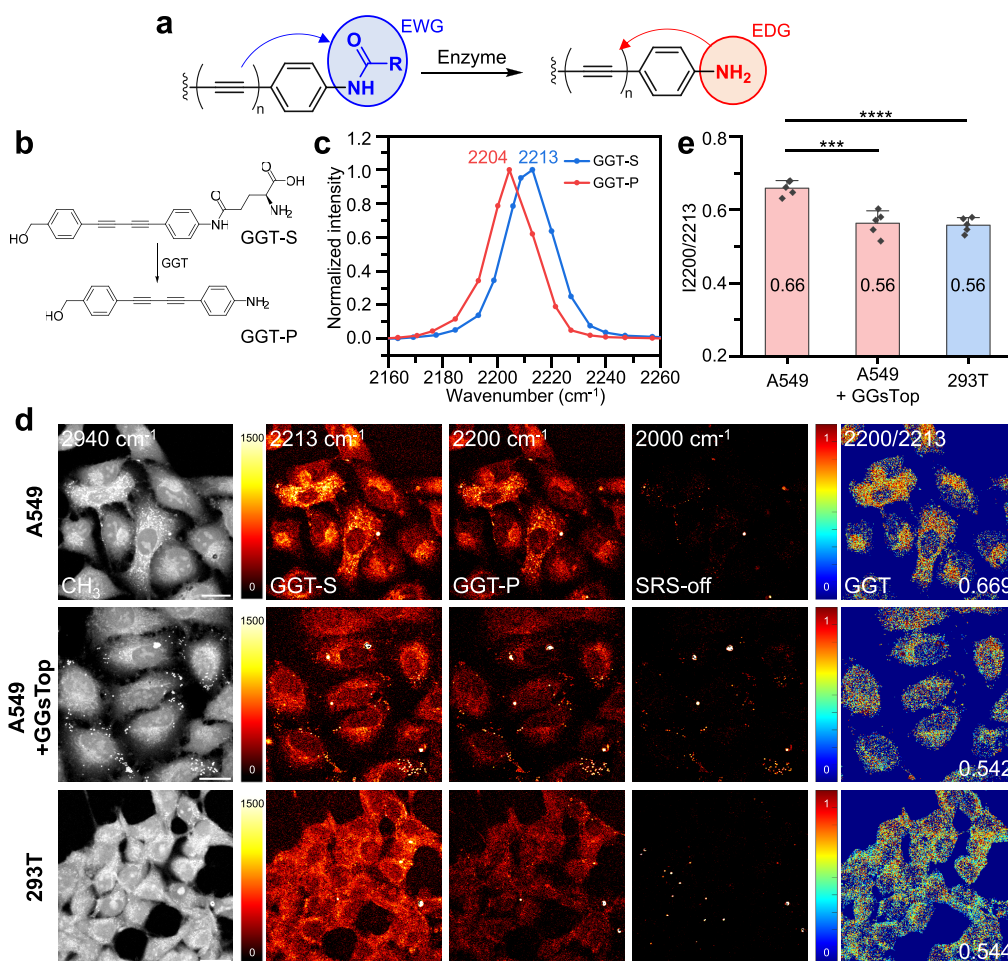 a
EWG
O
R
NH
n
Enzyme
EDG
NH2
n
b
O
OH
O
NH2
N
H
HO
GGT-S
GGT
NH2
HO
GGT-P
c
Normalized intensity
1.2
1.0
0.8
0.6
0.4
0.2
0.0
2204
2213
GGT-S
GGT-P
2160 2180 2200 2220 2240 2260
Wavenumber (cm-1)
e
****
***
I2200/2213
0.8
0.6
0.4
0.2
0.66
0.56
0.56
A549
A549
+ GGsTop
293T
d
A549
2940 cm-1
CH3
1500
0
2213 cm-1
GGT-S
2200 cm-1
GGT-P
2000 cm-1
SRS-off
1
0
2200/2213
GGT
0.669
A549
+GGsTop
1500
0
1
0
0.542
293T
1500
0
1
0
0.544